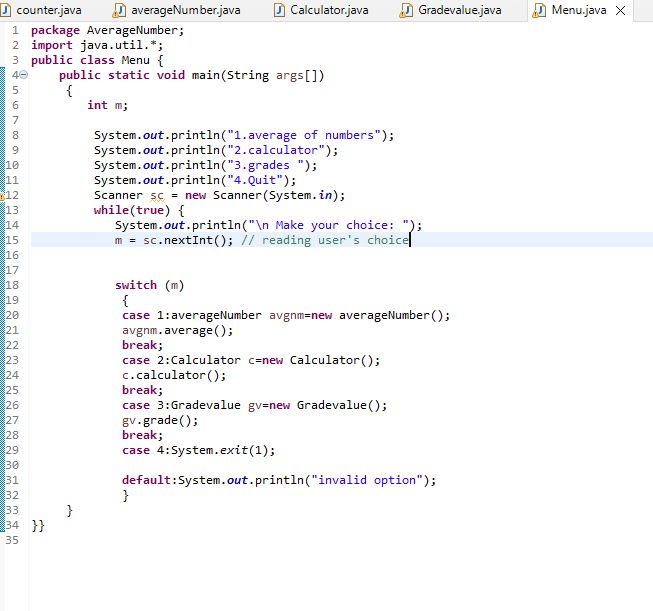 counter.java averageNumber.java Calculator.java Gradevalue.java Menu.java
1 package AverageNumber;
2 import java.util.*;
3 public class Menu {
4 public static void main(String args[])
5 {
6 int m;
7
8 System.out.println("1.average of numbers");
9 System.out.println("2.calculator");
10 System.out.println("3.grades ");
11 System.out.println("4.Quit");
12 Scanner sc = new Scanner(System.in);
13 while(true) {
14 System.out.println("\n Make your choice: ");
15 m = sc.nextInt(); // reading user's choice
16
17
18 switch (m)
19 {
20 case 1:averageNumber avgnm=new averageNumber();
21 avgnm.average();
22 break;
23 case 2:Calculator c=new Calculator();
24 c.calculator();
25 break;
26 case 3:Gradevalue gv=new Gradevalue();
27 gv.grade();
28 break;
29 case 4:System.exit(1);
30
31 default:System.out.println("invalid option");
32 }
33 }
34 }}
35